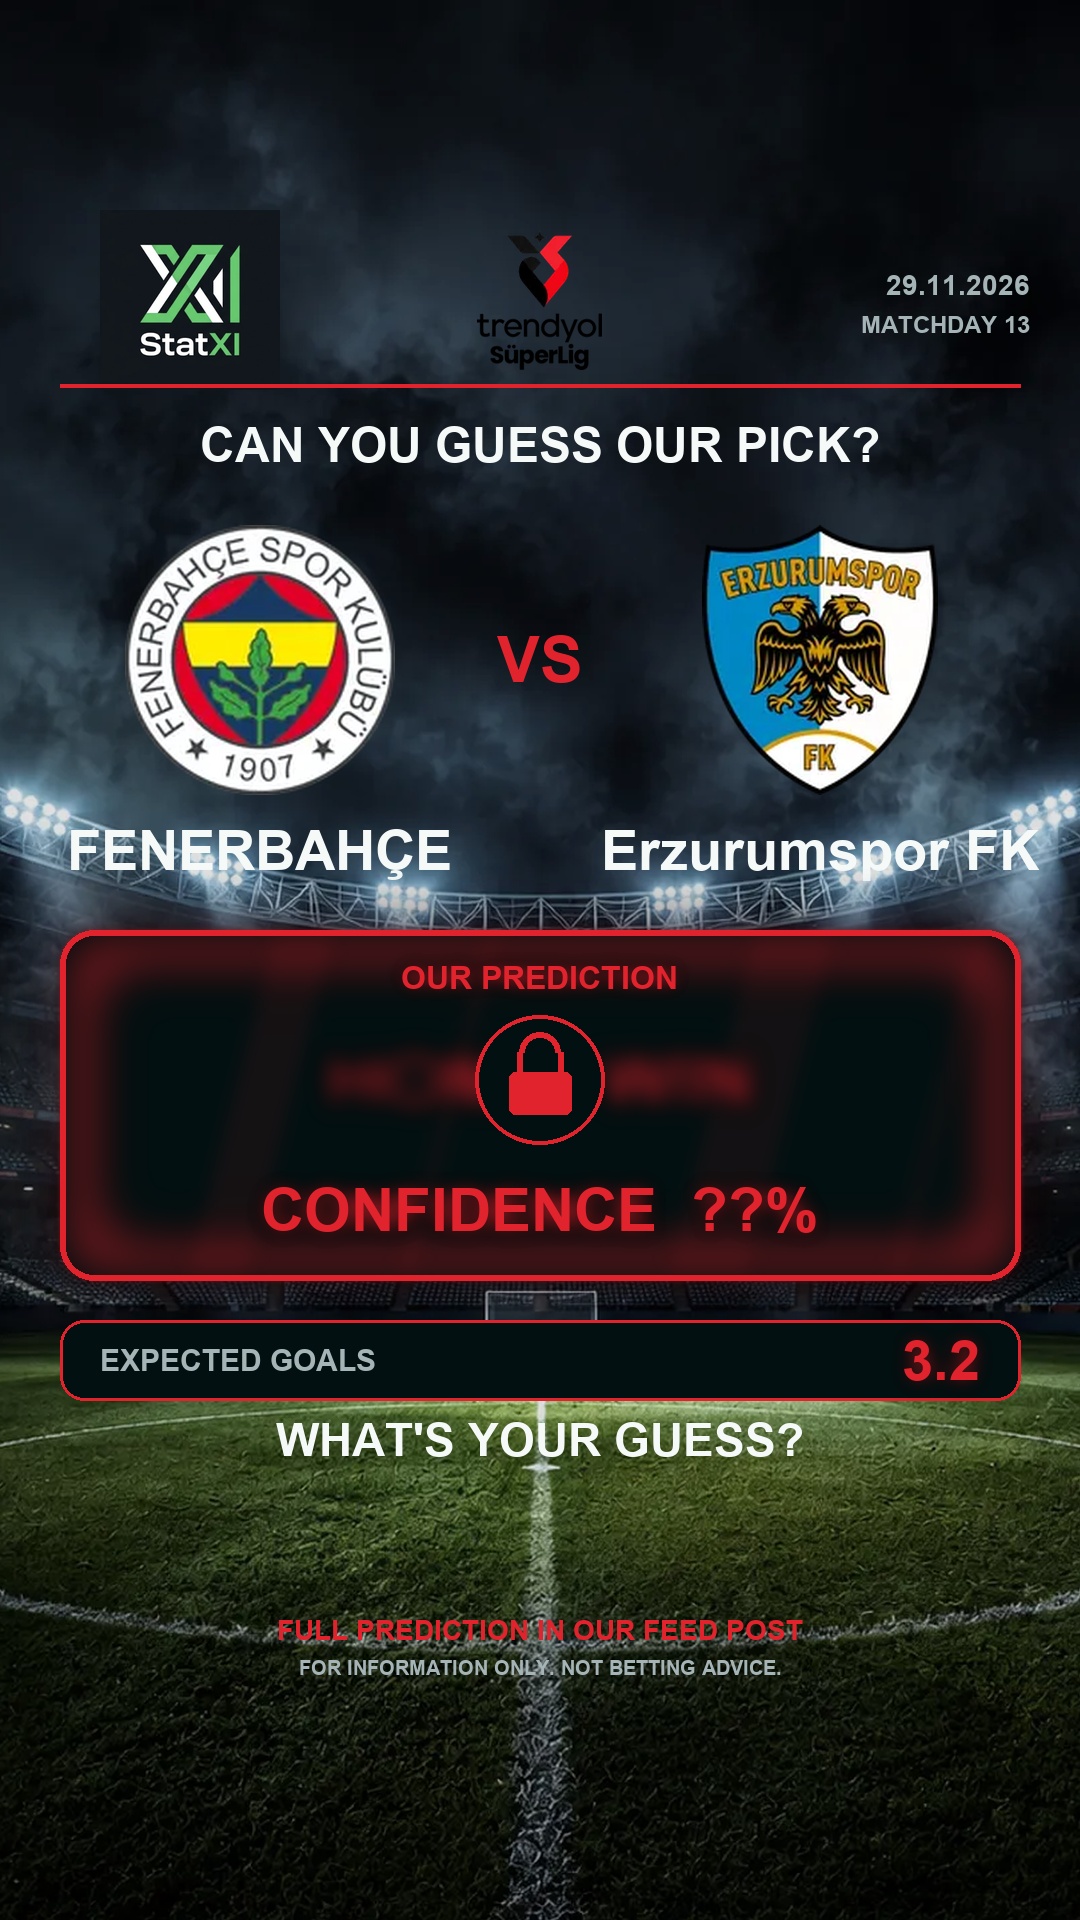 XI
StatXI
trendyol
SüperLig
29.11.2026
MATCHDAY 13
CAN YOU GUESS OUR PICK?
FENERBAHÇE SPOR KULÜBÜ
★ 1907 ★
VS
ERZURUMSPOR
FK
FENERBAHÇE
Erzurumspor FK
OUR PREDICTION
CONFIDENCE ??%
EXPECTED GOALS
3.2
WHAT'S YOUR GUESS?
FULL PREDICTION IN OUR FEED POST
FOR INFORMATION ONLY. NOT BETTING ADVICE.